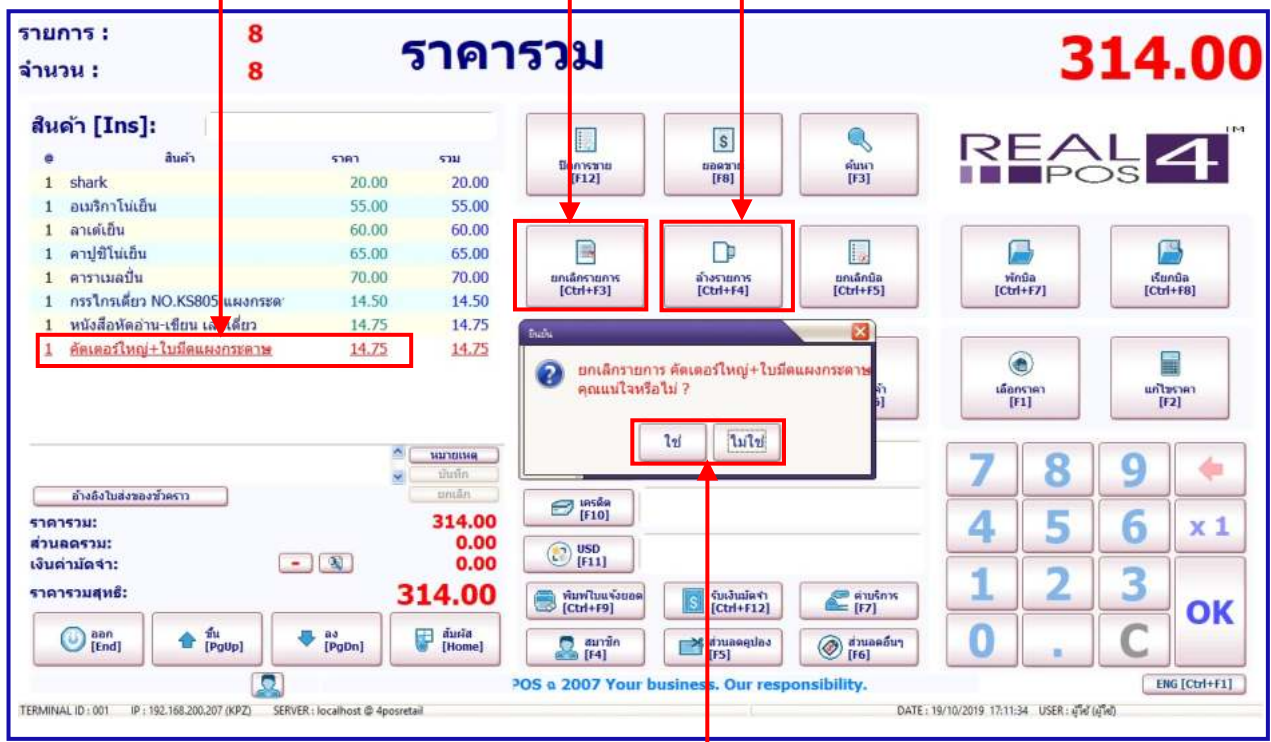 รายการ : 8
จำนวน : 8
ราคารวม
314.00
สินค้า [Ins]:
@ สินค้า ราคา รวม
1 shark 20.00 20.00
1 อเมริกาโน่เย็น 55.00 55.00
1 ลาเต้เย็น 60.00 60.00
1 คาปูชิโน่เย็น 65.00 65.00
1 คาราเมลปั่น 70.00 70.00
1 กรรไกรเดี่ยว NO.KS805 แผงกระดา 14.50 14.50
1 หนังสือหัดอ่าน-เขียน เล่มเดี่ยว 14.75 14.75
1 คัตเตอร์ใหญ่+ใบมีดแผงกระดาษ 14.75 14.75
ปิดการขาย
[F12]
ยอดขาย
[F8]
ค้นหา
[F3]
REAL 4 TM
POS
ยกเลิกรายการ
[Ctrl+F3]
ล้างรายการ
[Ctrl+F4]
ยกเลิกบิล
[Ctrl+F5]
พักบิล
[Ctrl+F7]
เรียกบิล
[Ctrl+F8]
ยืนยัน
ยกเลิกรายการ คัตเตอร์ใหญ่+ใบมีดแผงกระดาษ
คุณแน่ใจหรือไม่ ?
ใช่ ไม่ใช่
เลือกราคา
[F1]
แก้ไขราคา
[F2]
หมายเหตุ
บันทึก
ยกเลิก
อ้างอิงใบส่งของชั่วคราว
ราคารวม: 314.00
ส่วนลดรวม: 0.00
เงินค่ามัดจำ: - 0.00
ราคารวมสุทธิ: 314.00
เครดิต
[F10]
USD
[F11]
พิมพ์ใบแจ้งยอด
[Ctrl+F9]
รับเงินมัดจำ
[Ctrl+F12]
ค่าบริการ
[F7]
สมาชิก
[F4]
ส่วนลดคูปอง
[F5]
ส่วนลดอื่นๆ
[F6]
ออก
[End]
ขึ้น
[PgUp]
ลง
[PgDn]
สัมผัส
[Home]
7 8 9
4 5 6 x 1
1 2 3 OK
0 . C
POS ฉ 2007 Your business. Our responsibility.
ENG [Ctrl+F1]
TERMINAL ID : 001 IP : 192.168.200.207 (KPZ) SERVER : localhost @ 4posretail DATE : 19/10/2019 17:11:34 USER : ผู้ใช้ (ผู้ใช้)